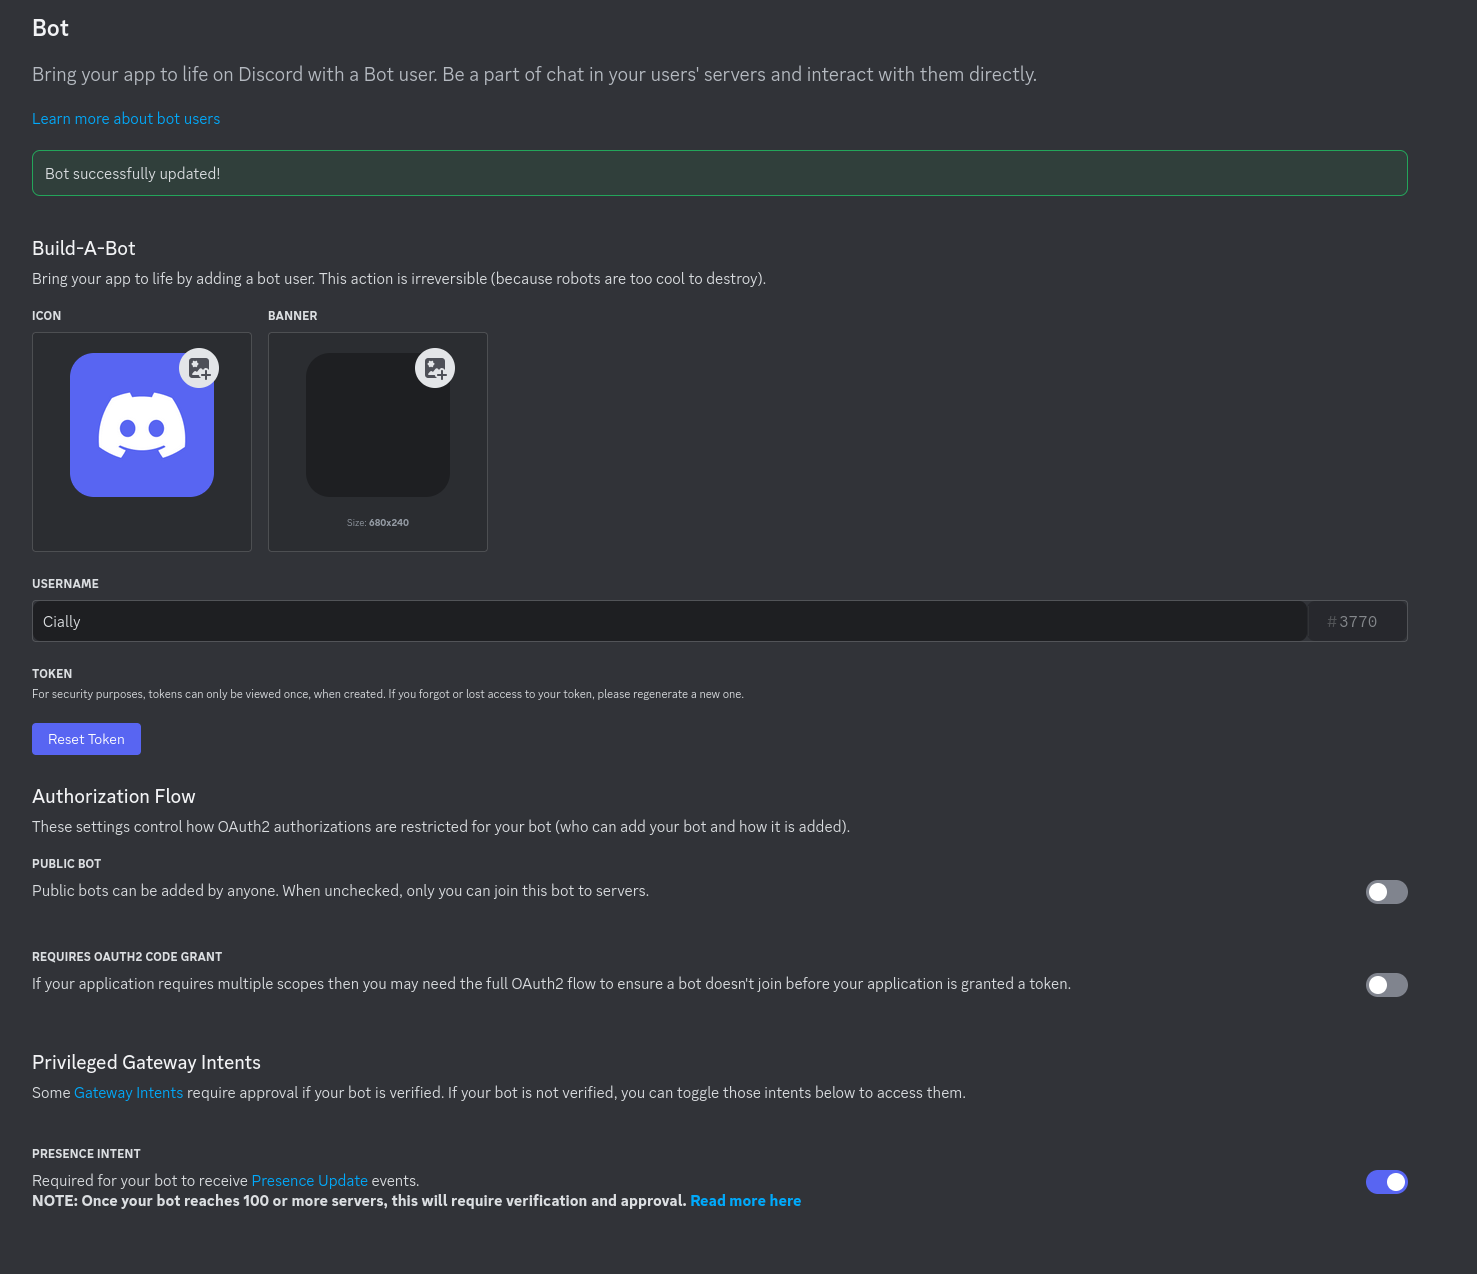 Bot
Bring your app to life on Discord with a Bot user. Be a part of chat in your users' servers and interact with them directly.
Learn more about bot users
Bot successfully updated!
Build-A-Bot
Bring your app to life by adding a bot user. This action is irreversible (because robots are too cool to destroy).
ICON
BANNER
Size: 680x240
USERNAME
Cially
#3770
TOKEN
For security purposes, tokens can only be viewed once, when created. If you forgot or lost access to your token, please regenerate a new one.
Reset Token
Authorization Flow
These settings control how OAuth2 authorizations are restricted for your bot (who can add your bot and how it is added).
PUBLIC BOT
Public bots can be added by anyone. When unchecked, only you can join this bot to servers.
REQUIRES OAUTH2 CODE GRANT
If your application requires multiple scopes then you may need the full OAuth2 flow to ensure a bot doesn't join before your application is granted a token.
Privileged Gateway Intents
Some Gateway Intents require approval if your bot is verified. If your bot is not verified, you can toggle those intents below to access them.
PRESENCE INTENT
Required for your bot to receive Presence Update events.
NOTE: Once your bot reaches 100 or more servers, this will require verification and approval. Read more here